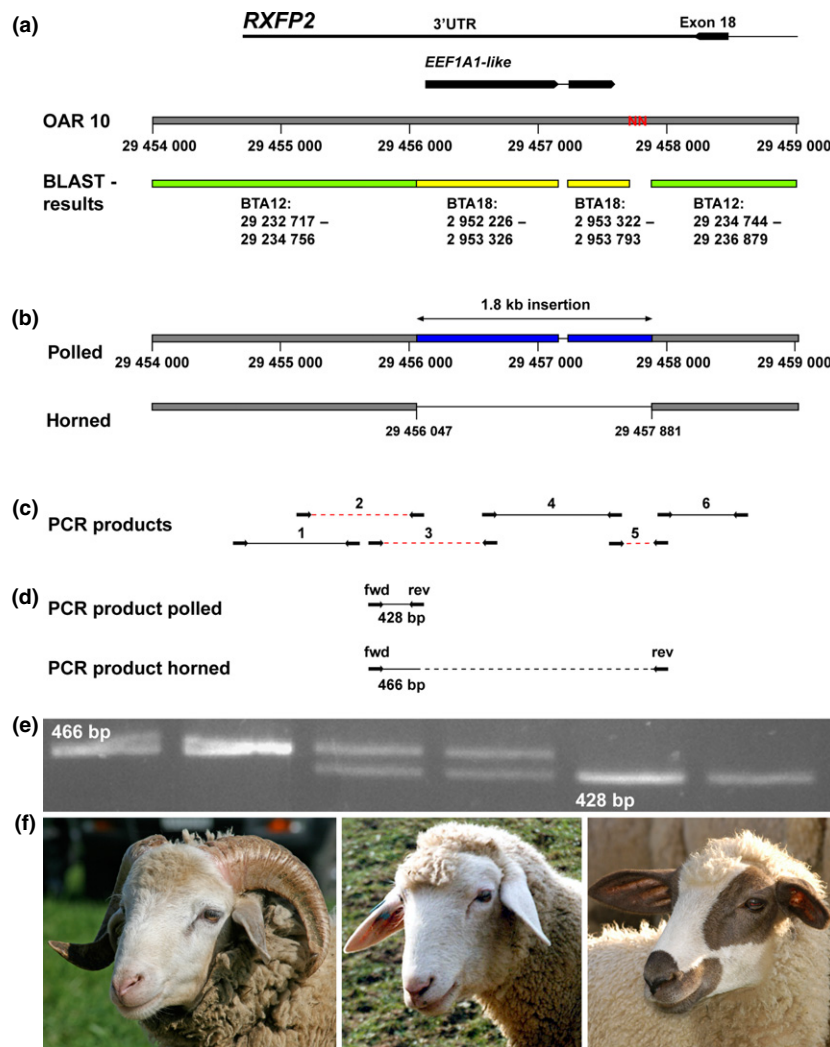 (a)
RXFP2
3'UTR
Exon 18
EEF1A1-like
OAR 10
NN
29 454 000
29 455 000
29 456 000
29 457 000
29 458 000
29 459 000
BLAST -
results
BTA12:
29 232 717 –
29 234 756
BTA18:
2 952 226 –
2 953 326
BTA18:
2 953 322 –
2 953 793
BTA12:
29 234 744 –
29 236 879
(b)
1.8 kb insertion
Polled
29 454 000
29 455 000
29 456 000
29 457 000
29 458 000
29 459 000
Horned
29 456 047
29 457 881
(c)
PCR products
2
4
6
1
3
5
(d)
PCR product polled
fwd
rev
428 bp
PCR product horned
fwd
rev
466 bp
(e)
466 bp
428 bp
(f)